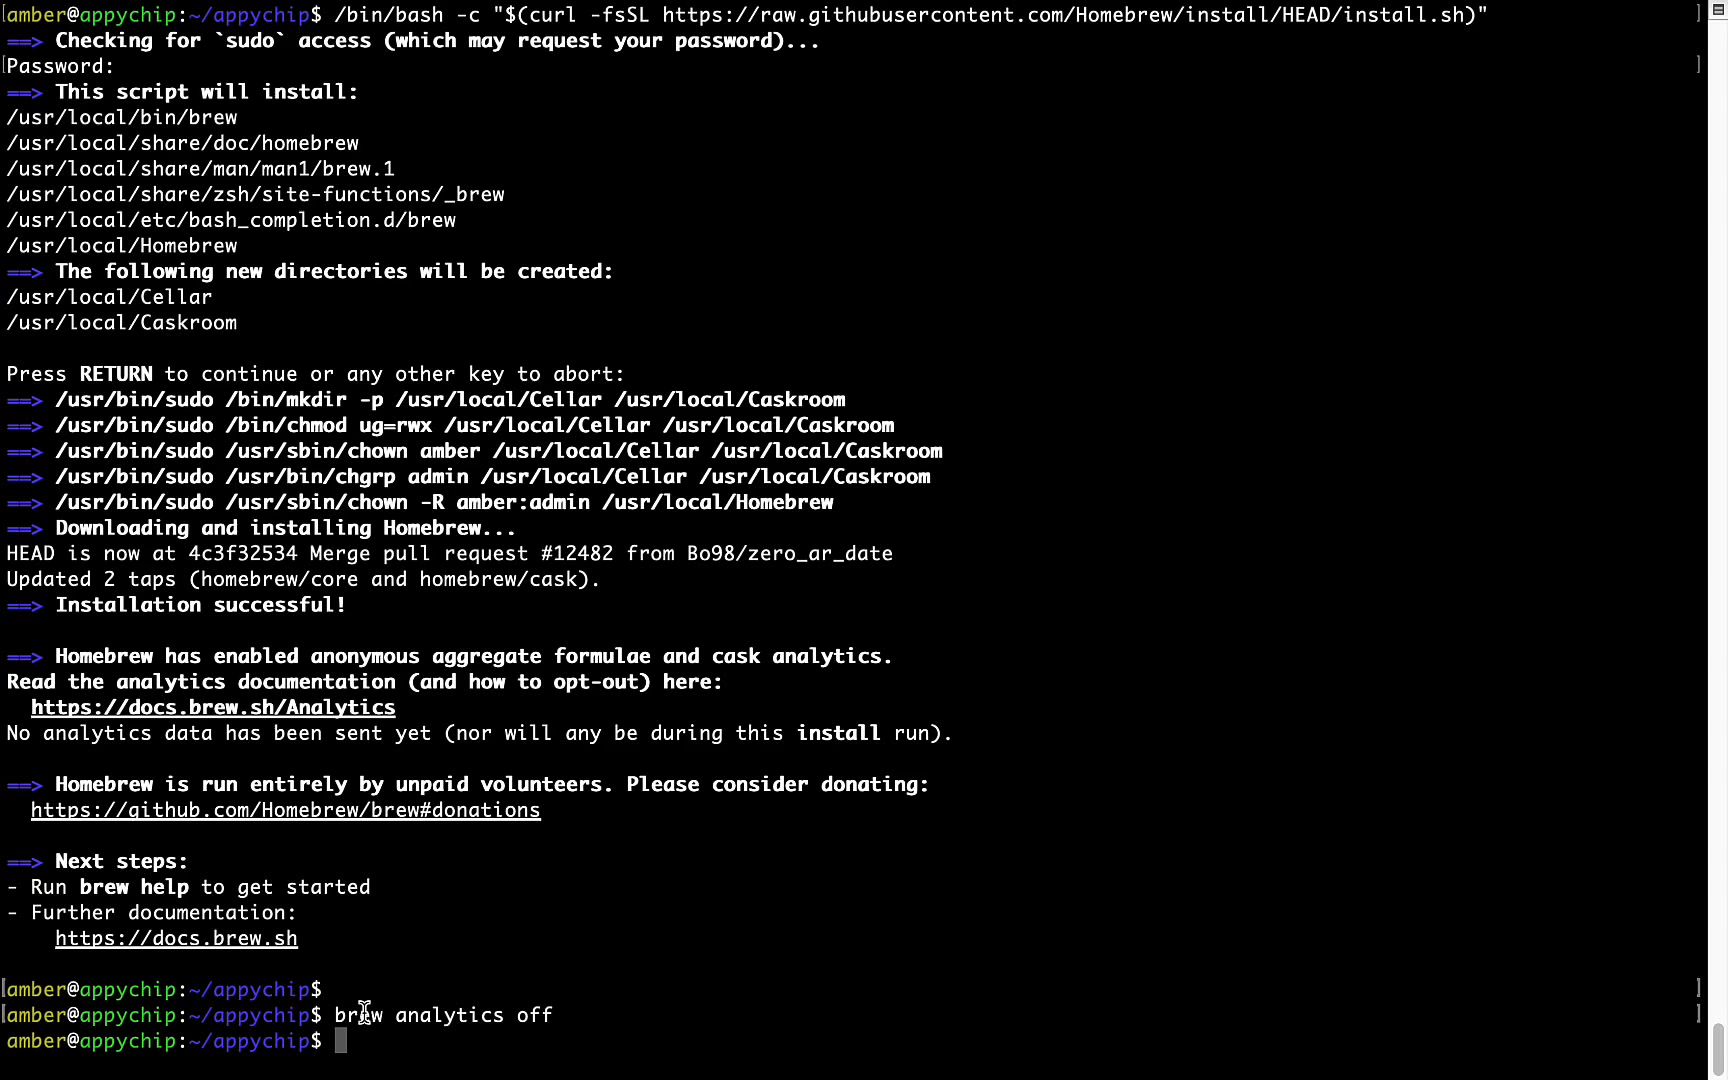 amber@appychip:~/appychip$ /bin/bash -c "$(curl -fsSL https://raw.githubusercontent.com/Homebrew/install/HEAD/install.sh)"
==> Checking for `sudo` access (which may request your password)...
Password:
==> This script will install:
/usr/local/bin/brew
/usr/local/share/doc/homebrew
/usr/local/share/man/man1/brew.1
/usr/local/share/zsh/site-functions/_brew
/usr/local/etc/bash_completion.d/brew
/usr/local/Homebrew
==> The following new directories will be created:
/usr/local/Cellar
/usr/local/Caskroom
Press RETURN to continue or any other key to abort:
==> /usr/bin/sudo /bin/mkdir -p /usr/local/Cellar /usr/local/Caskroom
==> /usr/bin/sudo /bin/chmod ug=rwx /usr/local/Cellar /usr/local/Caskroom
==> /usr/bin/sudo /usr/sbin/chown amber /usr/local/Cellar /usr/local/Caskroom
==> /usr/bin/sudo /usr/bin/chgrp admin /usr/local/Cellar /usr/local/Caskroom
==> /usr/bin/sudo /usr/sbin/chown -R amber:admin /usr/local/Homebrew
==> Downloading and installing Homebrew...
HEAD is now at 4c3f32534 Merge pull request #12482 from Bo98/zero_ar_date
Updated 2 taps (homebrew/core and homebrew/cask).
==> Installation successful!
==> Homebrew has enabled anonymous aggregate formulae and cask analytics.
Read the analytics documentation (and how to opt-out) here:
https://docs.brew.sh/Analytics
No analytics data has been sent yet (nor will any be during this install run).
==> Homebrew is run entirely by unpaid volunteers. Please consider donating:
https://github.com/Homebrew/brew#donations
==> Next steps:
- Run brew help to get started
- Further documentation:
https://docs.brew.sh
amber@appychip:~/appychip$
amber@appychip:~/appychip$ brew analytics off
amber@appychip:~/appychip$